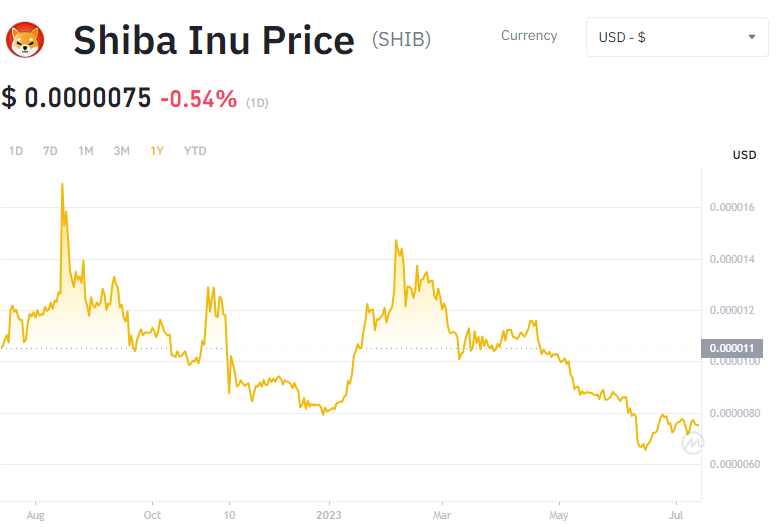 Shiba Inu Price (SHIB)
Currency
USD - $
$ 0.0000075 -0.54% (1D)
1D 7D 1M 3M 1Y YTD
USD
0.000016
0.000014
0.000012
0.000011
0.0000100
0.0000080
0.0000060
Aug Oct 10 2023 Mar May Jul